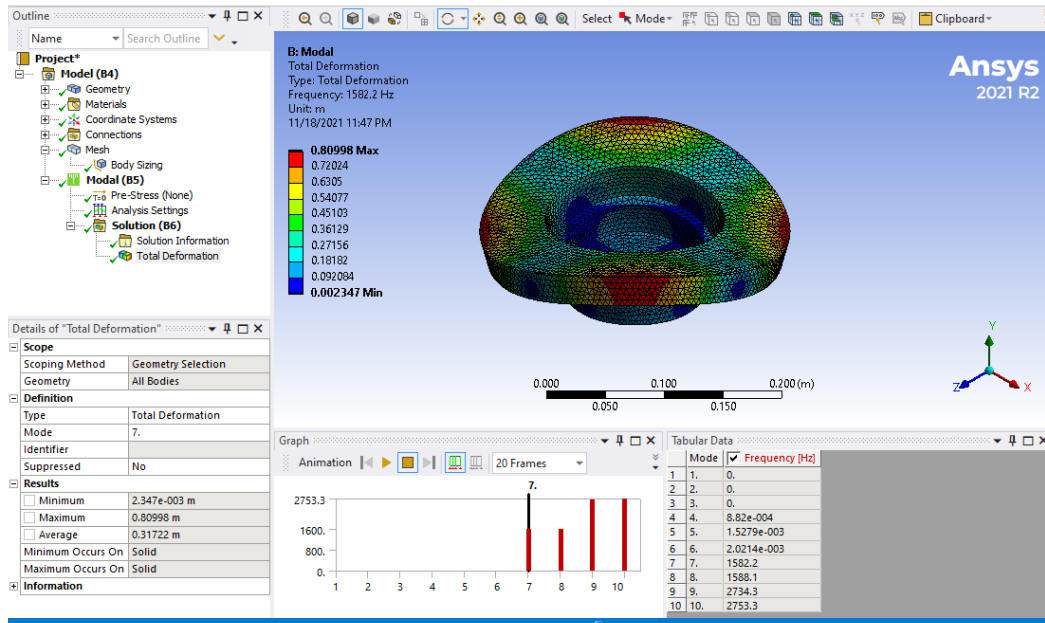 Outline
Name Search Outline
Project*
Model (B4)
Geometry
Materials
Coordinate Systems
Connections
Mesh
Body Sizing
Modal (B5)
T=0 Pre-Stress (None)
Analysis Settings
Solution (B6)
Solution Information
Total Deformation
Select Mode Clipboard
B: Modal
Total Deformation
Type: Total Deformation
Frequency: 1582.2 Hz
Unit: m
11/18/2021 11:47 PM
0.80998 Max
0.72024
0.6305
0.54077
0.45103
0.36129
0.27156
0.18182
0.092084
0.002347 Min
Ansys
2021 R2
0.000 0.100 0.200 (m)
0.050 0.150
Y
Z X
Details of "Total Deformation"
Scope
Scoping Method Geometry Selection
Geometry All Bodies
Definition
Type Total Deformation
Mode 7.
Identifier
Suppressed No
Results
Minimum 2.347e-003 m
Maximum 0.80998 m
Average 0.31722 m
Minimum Occurs On Solid
Maximum Occurs On Solid
Information
Graph
Animation 20 Frames
7.
2753.3
1600.
800.
0.
1 2 3 4 5 6 7 8 9 10
Tabular Data
Mode Frequency [Hz]
1 1. 0.
2 2. 0.
3 3. 0.
4 4. 8.82e-004
5 5. 1.5279e-003
6 6. 2.0214e-003
7 7. 1582.2
8 8. 1588.1
9 9. 2734.3
10 10. 2753.3